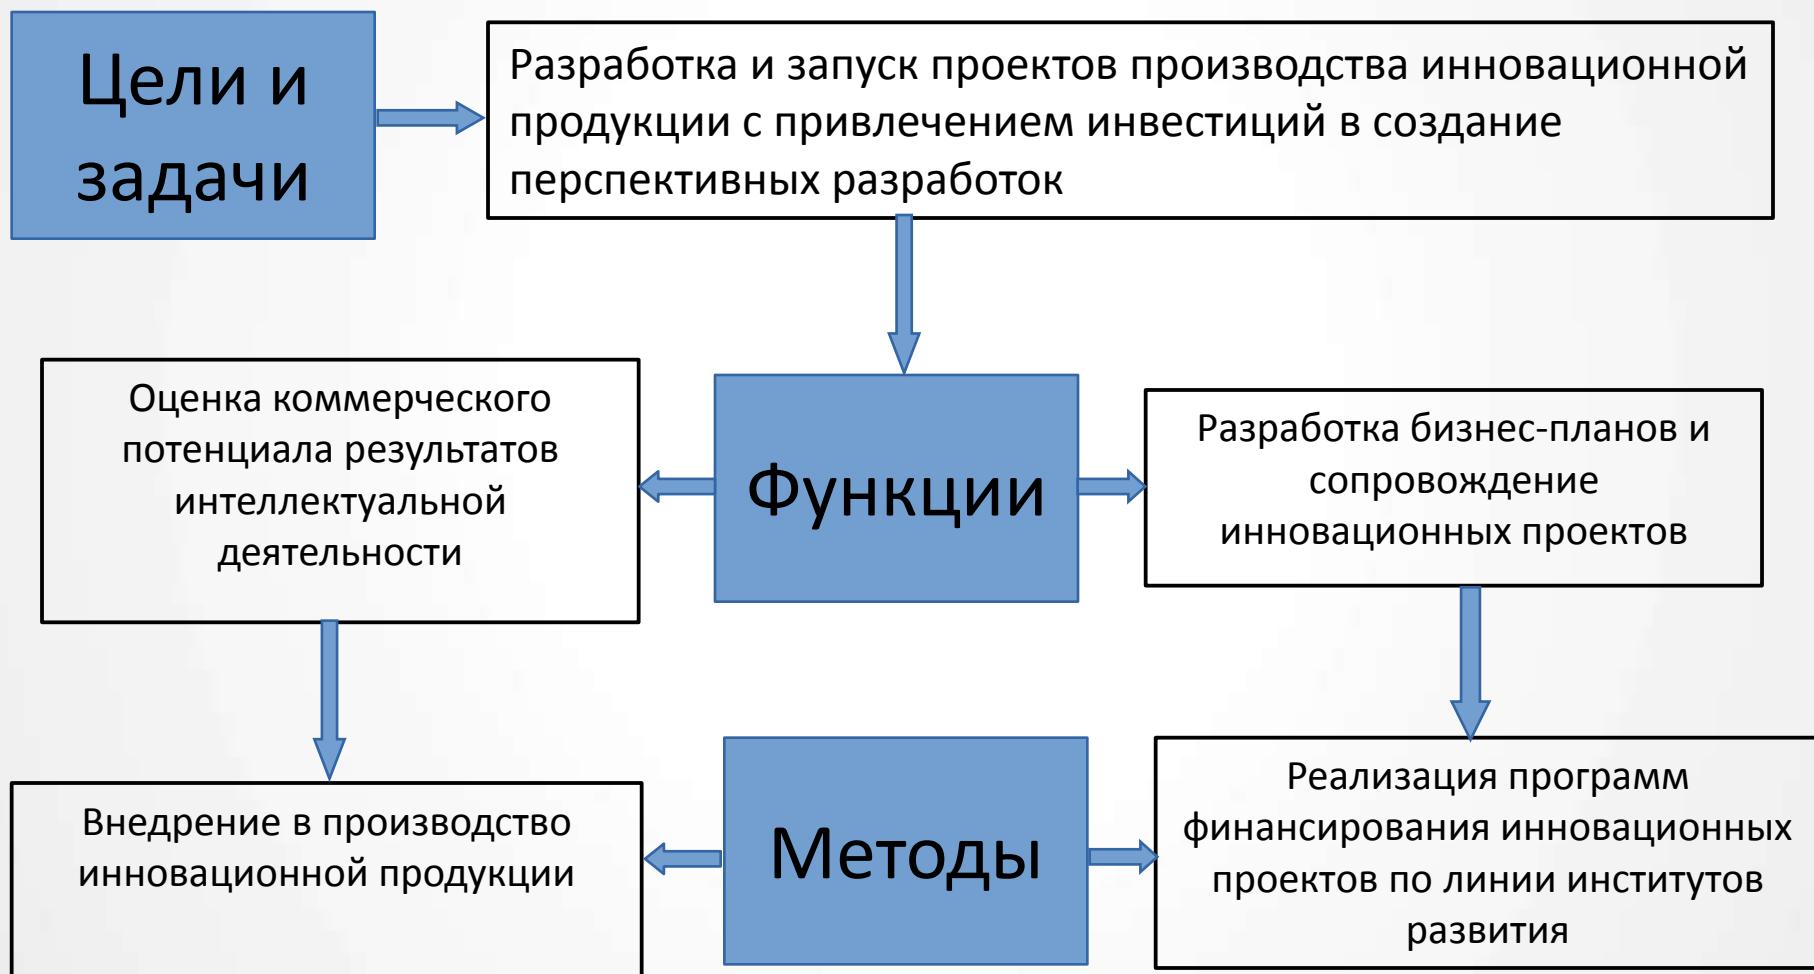 Цели и
задачи
Разработка и запуск проектов производства инновационной
продукции с привлечением инвестиций в создание
перспективных разработок
Оценка коммерческого
потенциала результатов
интеллектуальной
деятельности
Функции
Разработка бизнес-планов и
сопровождение
инновационных проектов
Внедрение в производство
инновационной продукции
Методы
Реализация программ
финансирования инновационных
проектов по линии институтов
развития